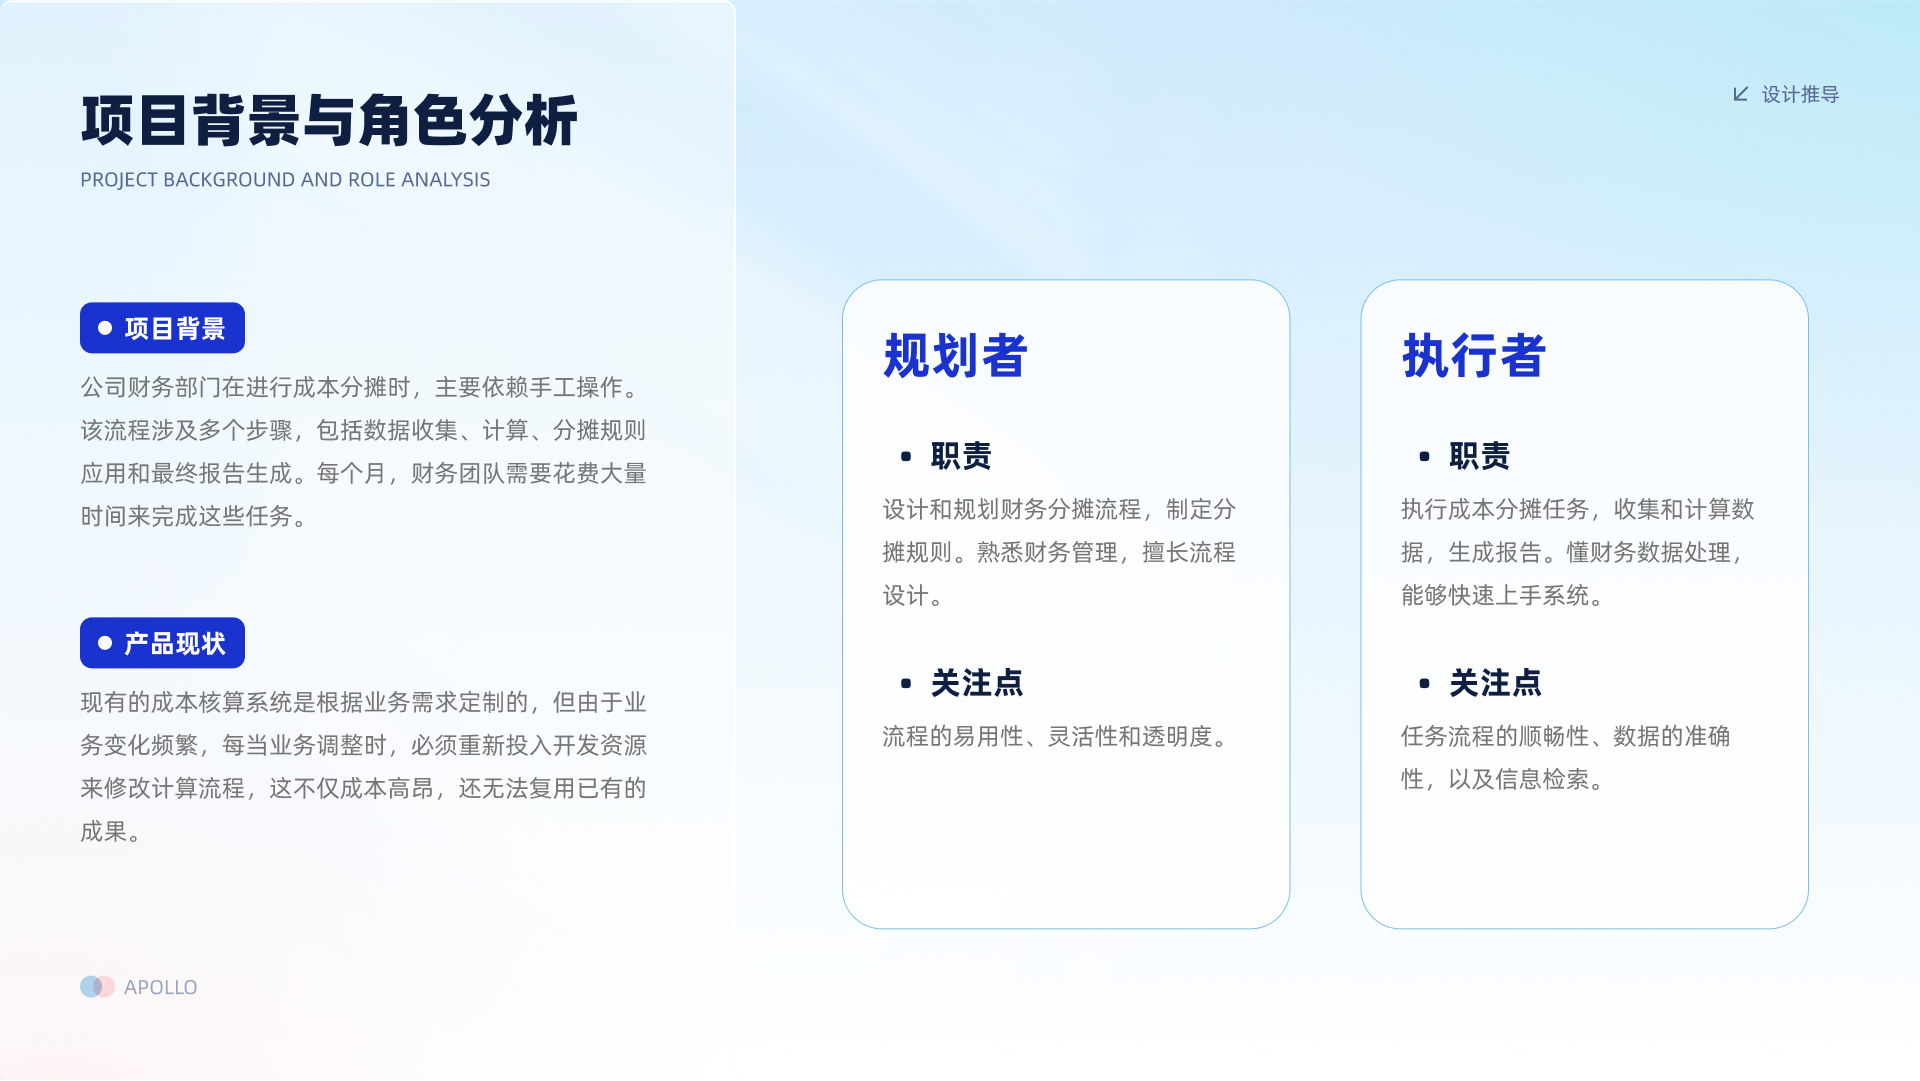 项目背景与角色分析
PROJECT BACKGROUND AND ROLE ANALYSIS
设计推导
项目背景
公司财务部门在进行成本分摊时，主要依赖手工操作。
该流程涉及多个步骤，包括数据收集、计算、分摊规则
应用和最终报告生成。每个月，财务团队需要花费大量
时间来完成这些任务。
产品现状
现有的成本核算系统是根据业务需求定制的，但由于业
务变化频繁，每当业务调整时，必须重新投入开发资源
来修改计算流程，这不仅成本高昂，还无法复用已有的
成果。
APOLLO
规划者
• 职责
设计和规划财务分摊流程，制定分
摊规则。熟悉财务管理，擅长流程
设计。
• 关注点
流程的易用性、灵活性和透明度。
执行者
• 职责
执行成本分摊任务，收集和计算数
据，生成报告。懂财务数据处理，
能够快速上手系统。
• 关注点
任务流程的顺畅性、数据的准确
性，以及信息检索。